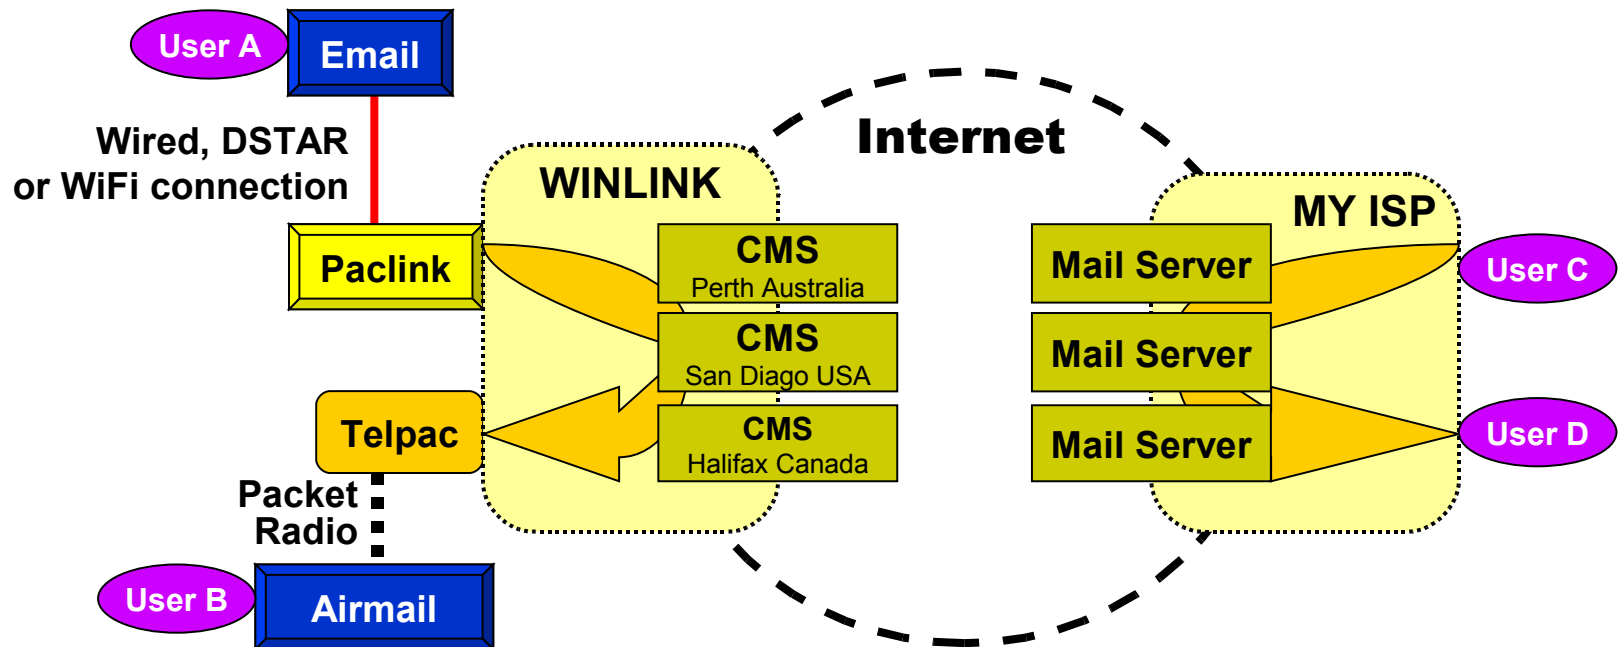 User A
Email
Wired, DSTAR
or WiFi connection
Paclink
Telpac
Packet
Radio
User B
Airmail
WINLINK
CMS
Perth Australia
CMS
San Diago USA
CMS
Halifax Canada
Internet
MY ISP
Mail Server
Mail Server
Mail Server
User C
User D